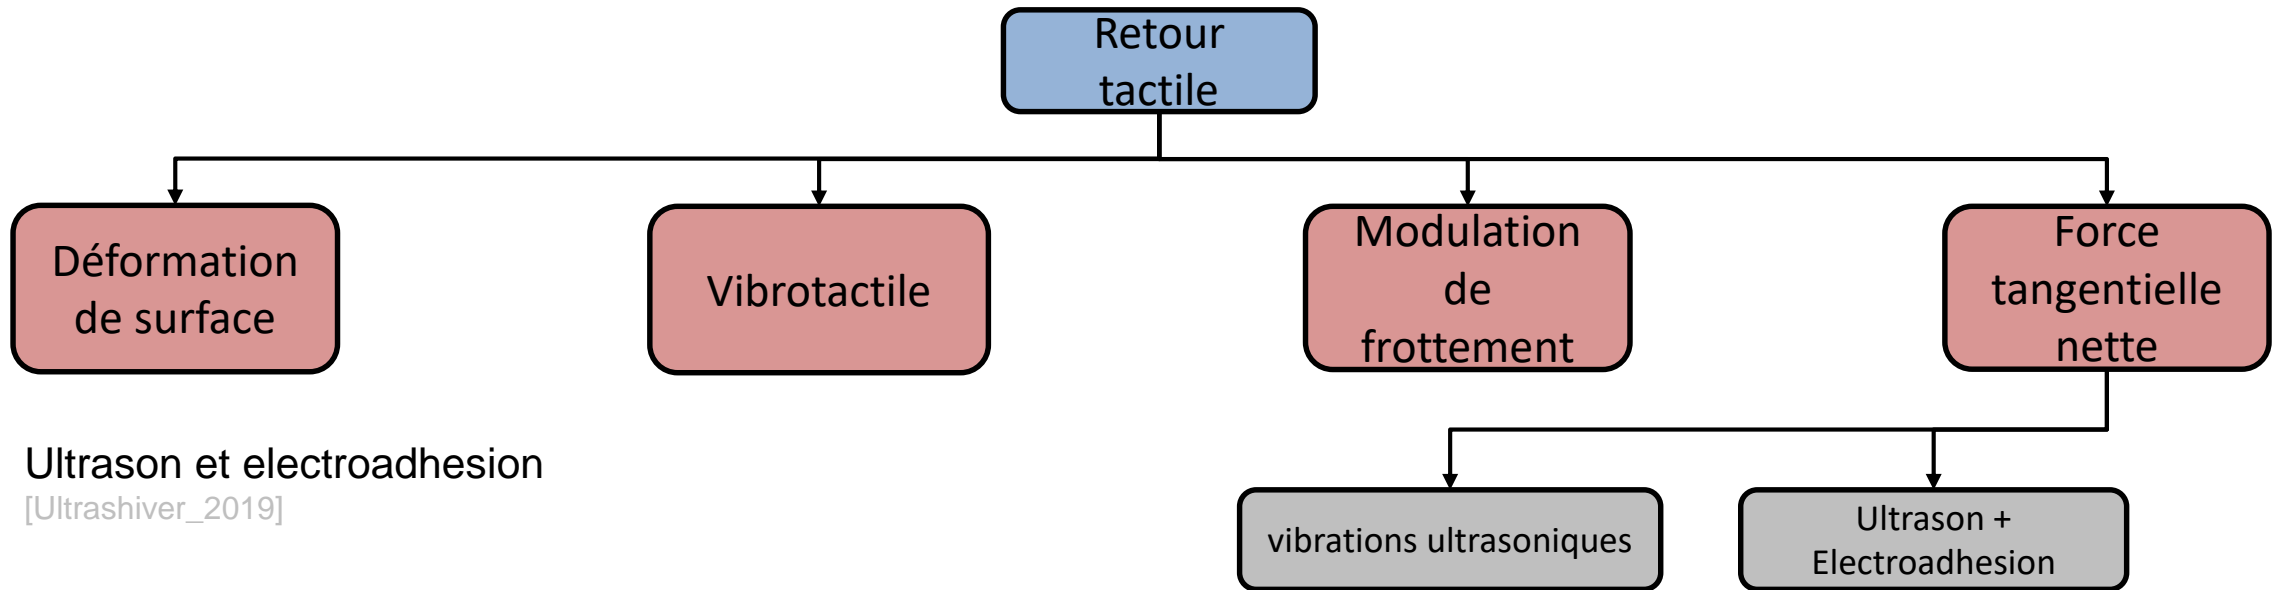 Retour
tactile
Déformation
de surface
Vibrotactile
Modulation
de
frottement
Force
tangentielle
nette
Ultrason et electroadhesion
[Ultrashiver_2019]
vibrations ultrasoniques
Ultrason +
Electroadhesion